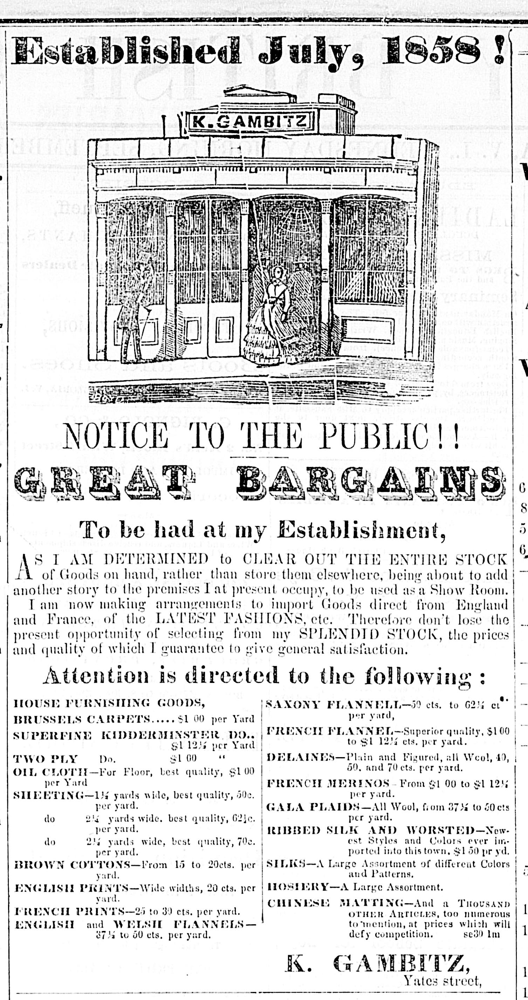 Established July, 1858 !
K. GAMBITZ
NOTICE TO THE PUBLIC ! !
GREAT BARGAINS
To be had at my Establishment,
AS I AM DETERMINED to CLEAR OUT THE ENTIRE STOCK
of Goods on hand, rather than store them elsewhere, being about to add
another story to the premises I at present occupy, to be used as a Show Room.
I am now making arrangements to import Goods direct from England
and France, of the LATEST FASHIONS, etc. Therefore don't lose the
present opportunity of selecting from my SPLENDID STOCK, the prices
and quality of which I guarantee to give general satisfaction.
Attention is directed to the following :
HOUSE FURNISHING GOODS,
BRUSSELS CARPETS.....$1 00 per Yard
SUPERFINE KIDDERMINSTER DO..
$1 12½ per Yard
TWO PLY Do. $1 00 "
OIL CLOTH—For Floor, best quality, $1 00
per Yard
SHEETING—1¼ yards wide, best quality, 50c.
per yard.
do yards wide. best quality, 62½c.
per yard.
do yards wide, best quality, 70c.
per yard.
BROWN COTTONS—From 15 to 20cts. per
yard.
ENGLISH PRINTS—Wide widths, 20 cts. per
yard.
FRENCH PRINTS—25 to 30 cts. per yard.
ENGLISH and WELSH FLANNELS—
37½ to 50 cts. per yard.
SAXONY FLANNELL—50 cts. to 62½ ct
per yard,
FRENCH FLANNEL—Superior quality, $1 00
to $1 12½ cts. per yard.
DELAINES—Plain and Figured, all Wool, 40,
50, and 70 cts. per yard.
FRENCH MERINOS - From $1 00 to $1 12½
per yard.
GALA PLAIDS—All Wool, from 37½ to 50 cts
per yard.
RIBBED SILK AND WORSTED—New-
est Styles and Colors ever im-
ported into this town, $1 50 pr yd.
SILKS—A Large Assortment of different Colors
and Patterns.
HOSIERY—A Large Assortment.
CHINESE MATTING—And a THOUSAND
OTHER ARTICLES, too numerous
to mention, at prices which will
defy competition. se30 1m
K. GAMBITZ,
Yates street,